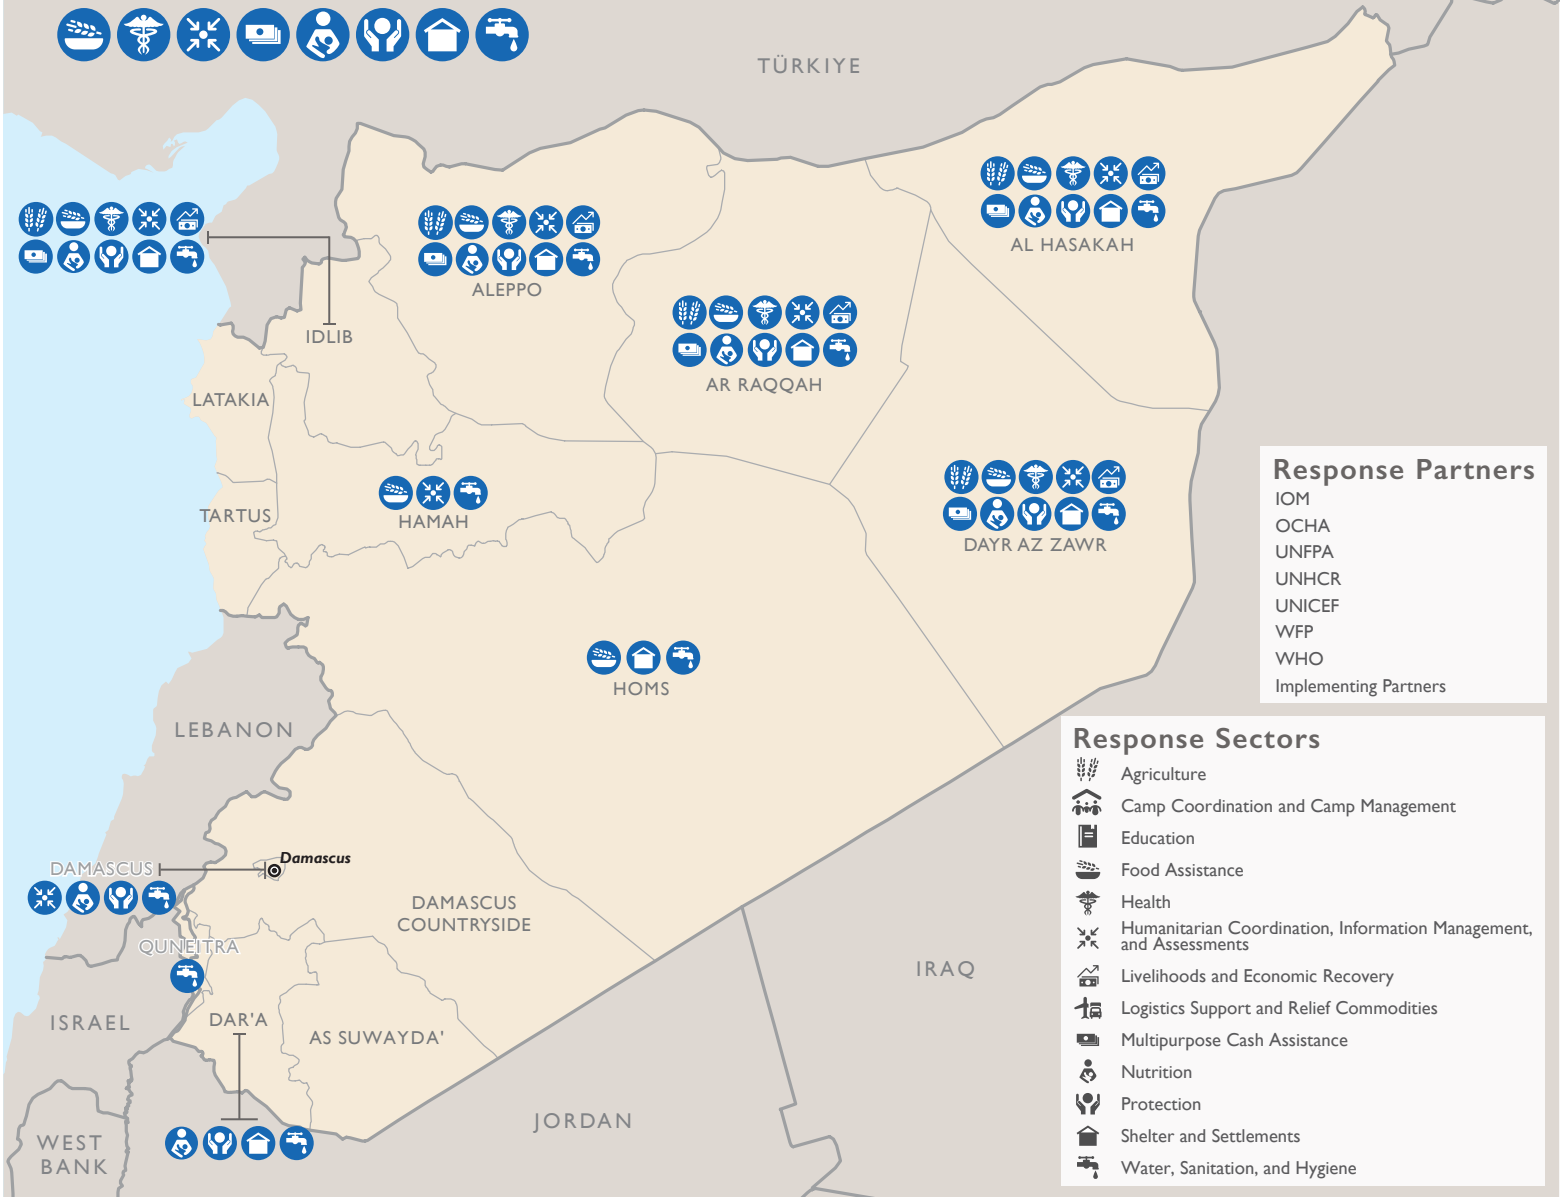 TÜRKIYE
AL HASAKAH
ALEPPO
IDLIB
AR RAQQAH
LATAKIA
TARTUS
HAMAH
DAYR AZ ZAWR
HOMS
LEBANON
DAMASCUS
Damascus
DAMASCUS
COUNTRYSIDE
QUNEITRA
ISRAEL
DAR'A
AS SUWAYDA'
IRAQ
JORDAN
WEST
BANK
Response Partners
IOM
OCHA
UNFPA
UNHCR
UNICEF
WFP
WHO
Implementing Partners
Response Sectors
Agriculture
Camp Coordination and Camp Management
Education
Food Assistance
Health
Humanitarian Coordination, Information Management,
and Assessments
Livelihoods and Economic Recovery
Logistics Support and Relief Commodities
Multipurpose Cash Assistance
Nutrition
Protection
Shelter and Settlements
Water, Sanitation, and Hygiene